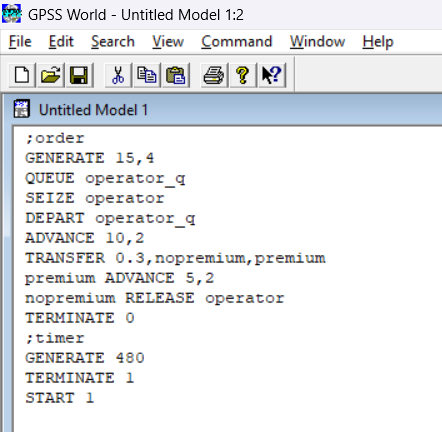 GPSS World - Untitled Model 1:2
File Edit Search View Command Window Help
Untitled Model 1
;order
GENERATE 15,4
QUEUE operator_q
SEIZE operator
DEPART operator_q
ADVANCE 10,2
TRANSFER 0.3,nopremium,premium
premium ADVANCE 5,2
nopremium RELEASE operator
TERMINATE 0
;timer
GENERATE 480
TERMINATE 1
START 1